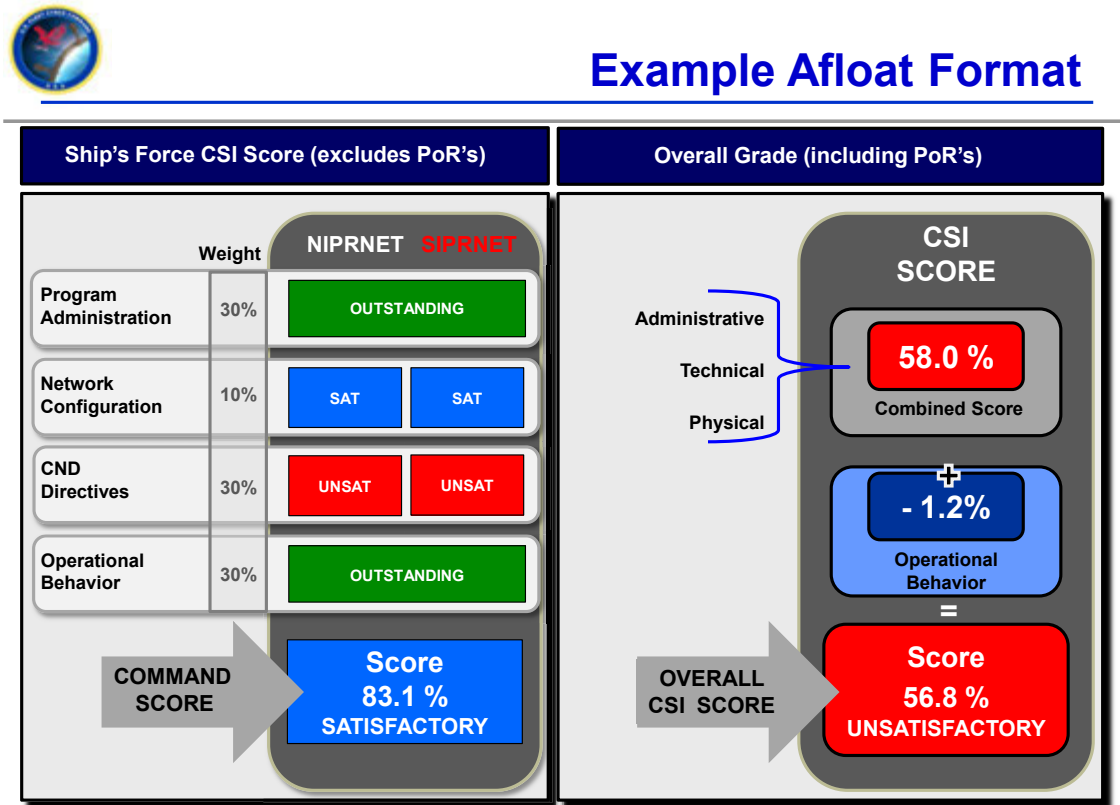 Example Afloat Format
Ship's Force CSI Score (excludes PoR's)
Weight
NIPRNET SIPRNET
Program
Administration
30%
OUTSTANDING
Network
Configuration
10%
SAT
SAT
CND
Directives
30%
UNSAT
UNSAT
Operational
Behavior
30%
OUTSTANDING
COMMAND
SCORE
Score
83.1 %
SATISFACTORY
Overall Grade (including PoR's)
CSI
SCORE
Administrative
Technical
Physical
58.0 %
Combined Score
+
- 1.2%
Operational
Behavior
=
OVERALL
CSI SCORE
Score
56.8 %
UNSATISFACTORY